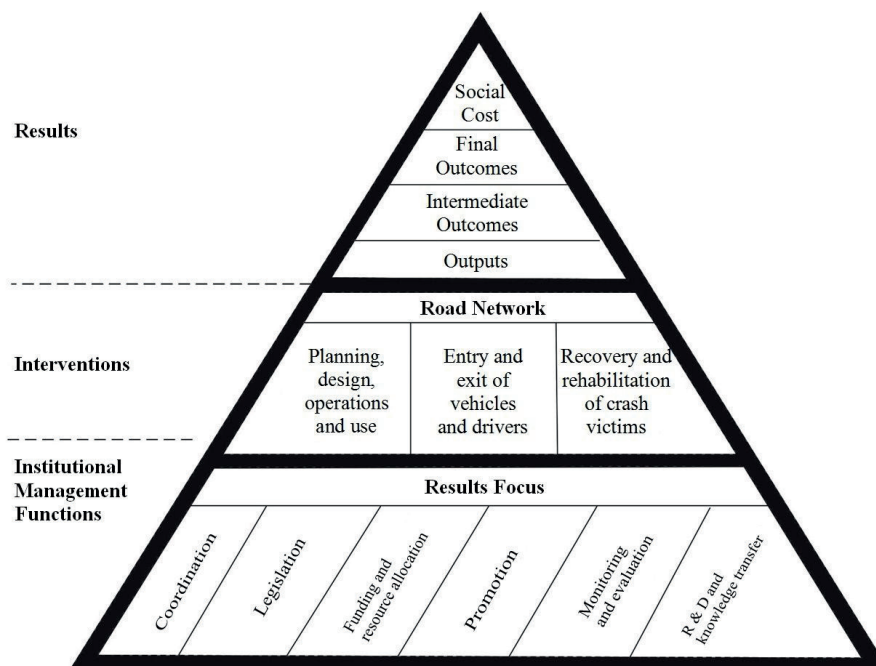 Social
Cost
Results
Final
Outcomes
Intermediate
Outcomes
Outputs
Road Network
Interventions
Planning,
design,
operations
and use
Entry and
exit of
vehicles
and drivers
Recovery and
rehabilitation
of crash
victims
Institutional
Management
Functions
Results Focus
Coordination
Legislation
Funding and
resource allocation
Promotion
Monitoring
and evaluation
R & D and
knowledge transfer